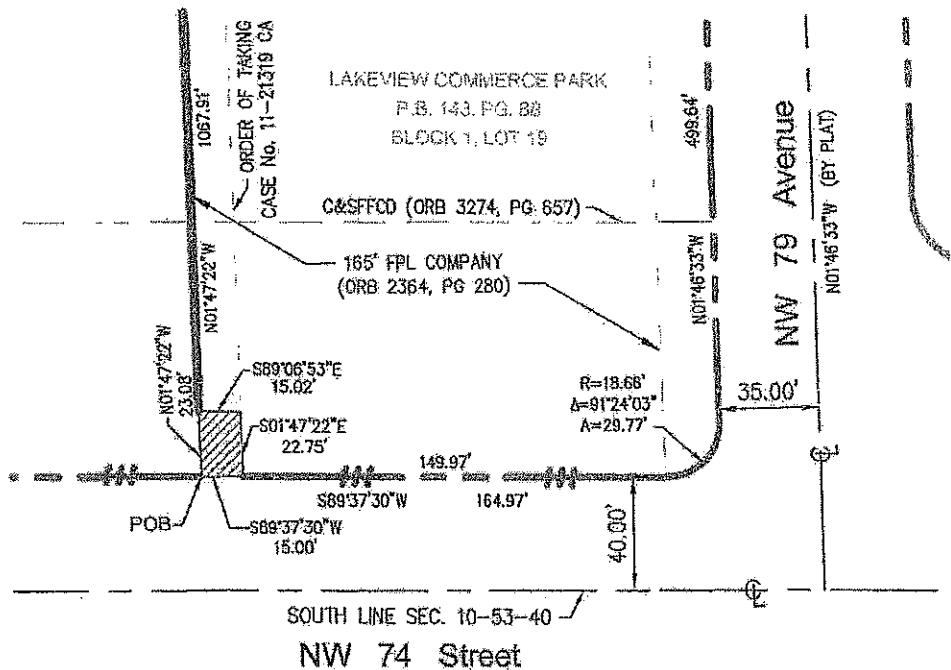 1067.91'
ORDER OF TAKING
CASE No. 11-21319 CA
LAKEVIEW COMMERCE PARK
P.B. 143, PG. 88
BLOCK 1, LOT 19
499.64'
NW 79 Avenue
N01°46'33"W (BY PLAT)
C&SFFCD (ORB 3274, PG 657)
165' FPL COMPANY
(ORB 2364, PG 280)
N01°47'22"W
N01°46'33"W
N01°47'22"W
23.08'
S89°06'53"E
15.02'
S01°47'22"E
22.75'
R=18.66'
Δ=91°24'03"
A=29.77'
35.00'
149.97'
S89°37'30"W
164.97'
POB
S89°37'30"W
15.00'
40.00'
SOUTH LINE SEC. 10-53-40
NW 74 Street